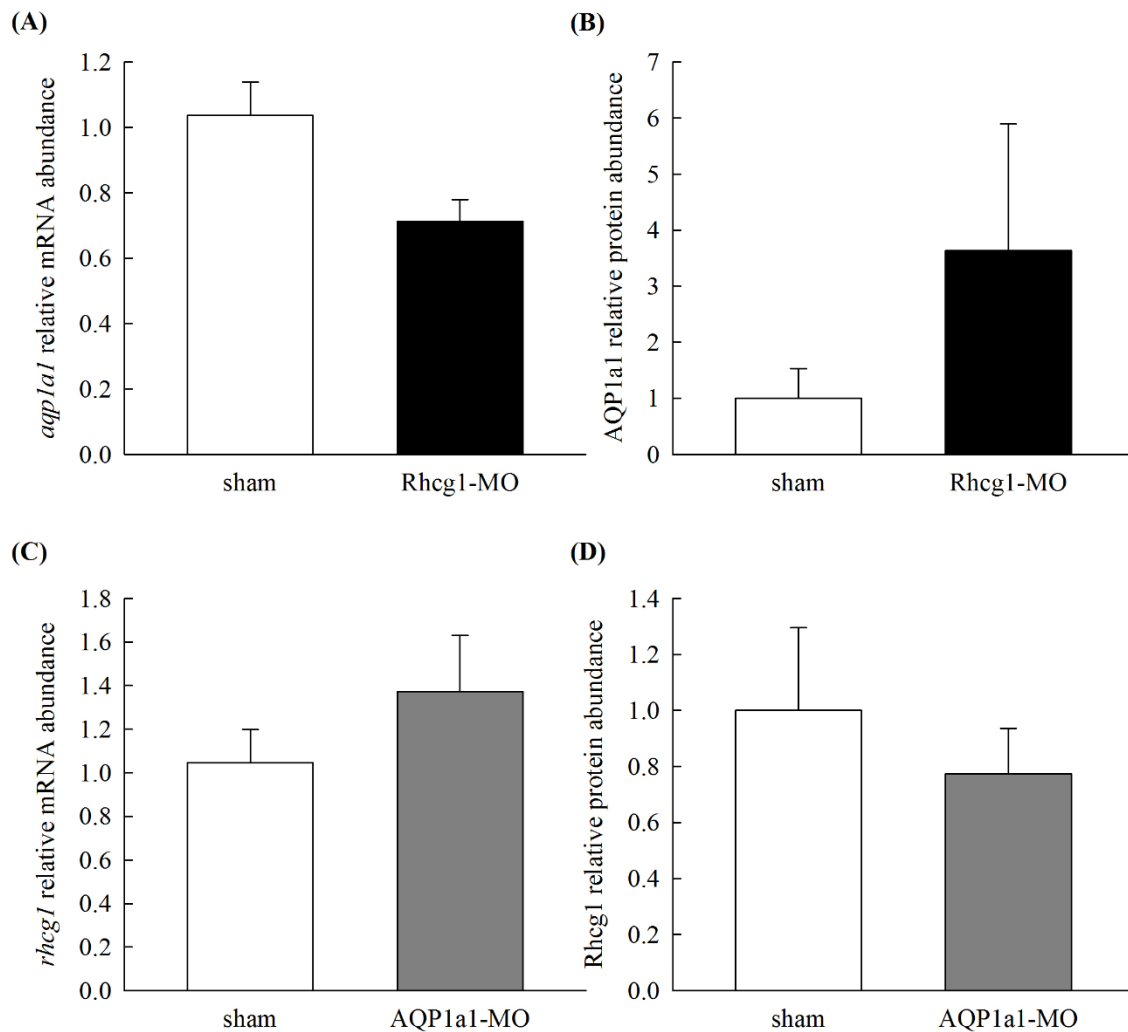 (A)
aqp1a1 relative mRNA abundance
1.2
1.0
0.8
0.6
0.4
0.2
0.0
sham Rhcg1-MO
(B)
AQP1a1 relative protein abundance
7
6
5
4
3
2
1
0
sham Rhcg1-MO
(C)
rhcg1 relative mRNA abundance
1.8
1.6
1.4
1.2
1.0
0.8
0.6
0.4
0.2
0.0
sham AQP1a1-MO
(D)
Rhcg1 relative protein abundance
1.4
1.2
1.0
0.8
0.6
0.4
0.2
0.0
sham AQP1a1-MO